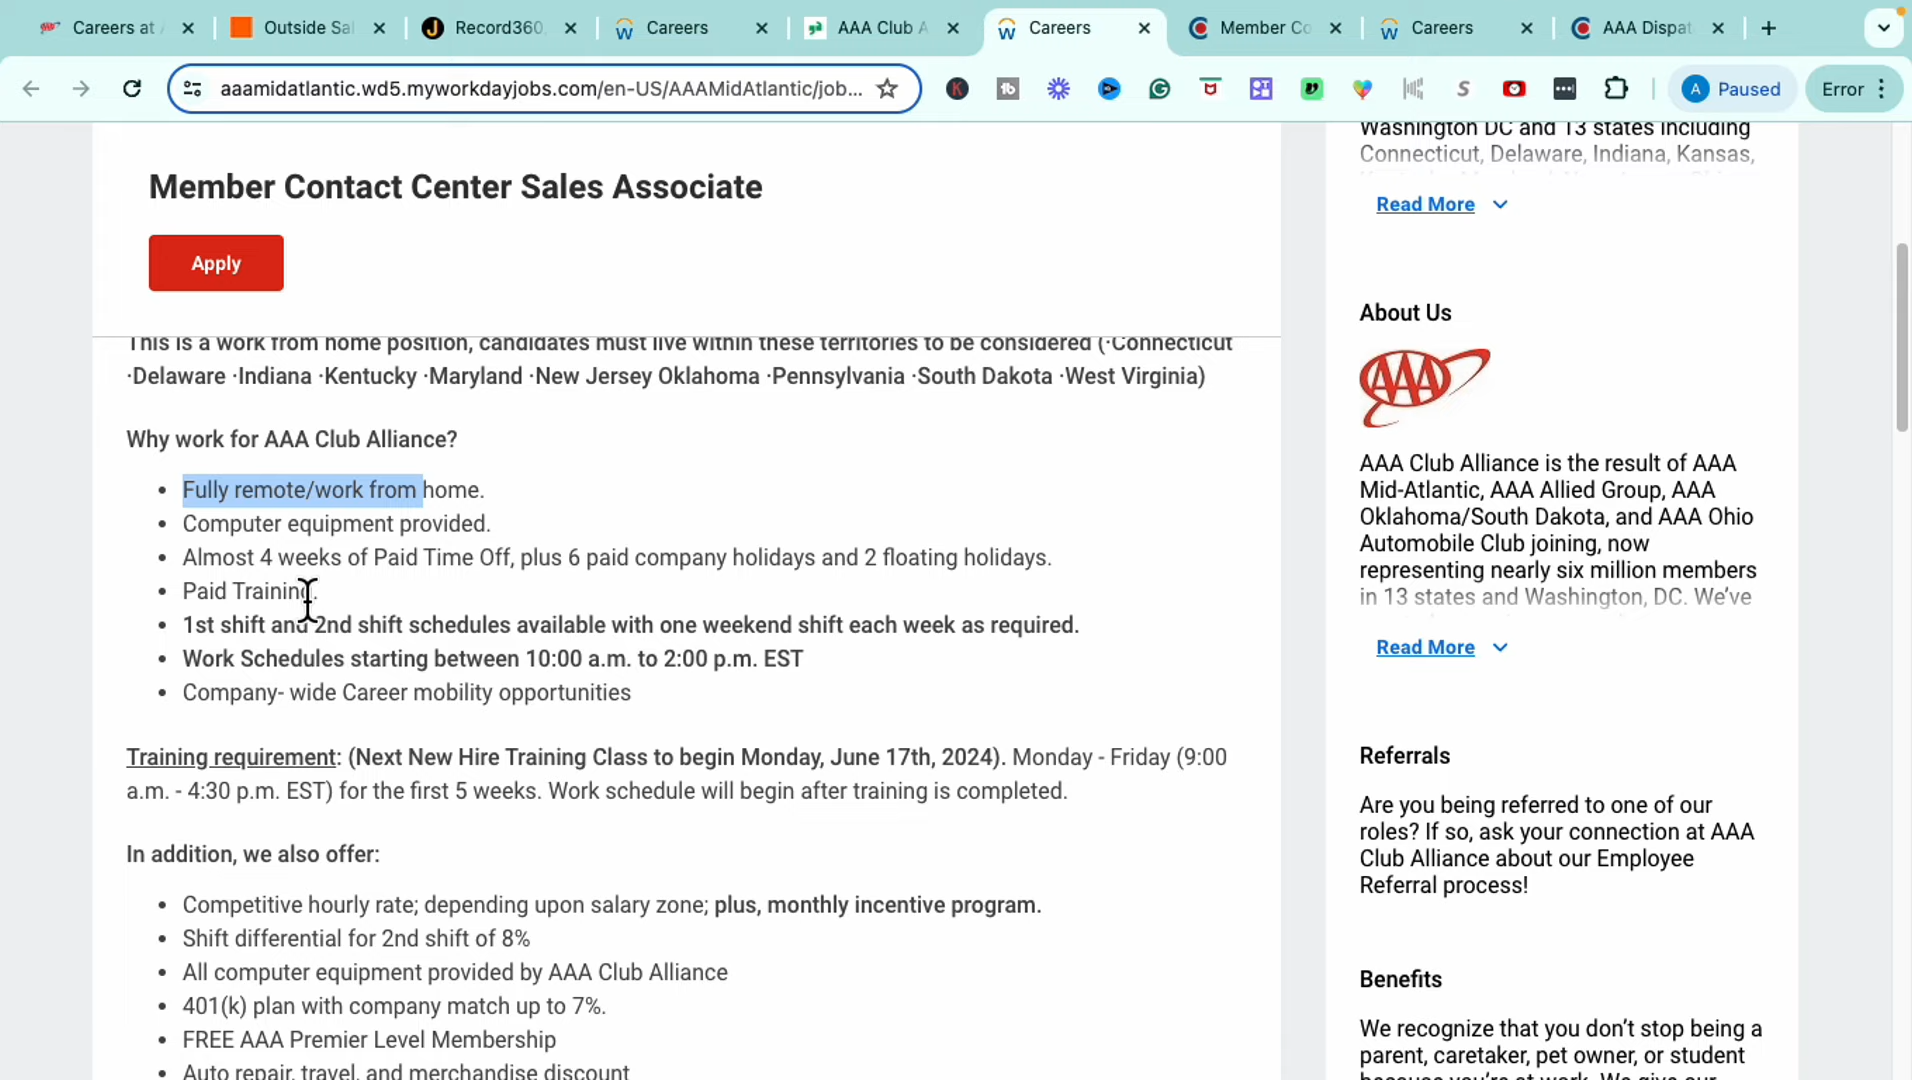 Careers at
Outside Sal
Record360,
Careers
AAA Club A
Careers
Member Co
Careers
AAA Dispat
aaamidatlantic.wd5.myworkdayjobs.com/en-US/AAAMidAtlantic/job...
A Paused
Error
Member Contact Center Sales Associate
Apply
This is a work from home position, candidates must live within these territories to be considered (·Connecticut
·Delaware ·Indiana ·Kentucky ·Maryland ·New Jersey Oklahoma ·Pennsylvania ·South Dakota ·West Virginia)
Why work for AAA Club Alliance?
• Fully remote/work from home.
• Computer equipment provided.
• Almost 4 weeks of Paid Time Off, plus 6 paid company holidays and 2 floating holidays.
• Paid Training.
• 1st shift and 2nd shift schedules available with one weekend shift each week as required.
• Work Schedules starting between 10:00 a.m. to 2:00 p.m. EST
• Company- wide Career mobility opportunities
Training requirement: (Next New Hire Training Class to begin Monday, June 17th, 2024). Monday - Friday (9:00
a.m. - 4:30 p.m. EST) for the first 5 weeks. Work schedule will begin after training is completed.
In addition, we also offer:
• Competitive hourly rate; depending upon salary zone; plus, monthly incentive program.
• Shift differential for 2nd shift of 8%
• All computer equipment provided by AAA Club Alliance
• 401(k) plan with company match up to 7%.
• FREE AAA Premier Level Membership
• Auto repair, travel, and merchandise discount
Washington DC and 13 states including
Connecticut, Delaware, Indiana, Kansas,
Read More
About Us
AAA
AAA Club Alliance is the result of AAA
Mid-Atlantic, AAA Allied Group, AAA
Oklahoma/South Dakota, and AAA Ohio
Automobile Club joining, now
representing nearly six million members
in 13 states and Washington, DC. We've
Read More
Referrals
Are you being referred to one of our
roles? If so, ask your connection at AAA
Club Alliance about our Employee
Referral process!
Benefits
We recognize that you don't stop being a
parent, caretaker, pet owner, or student
because you're at work. We give our